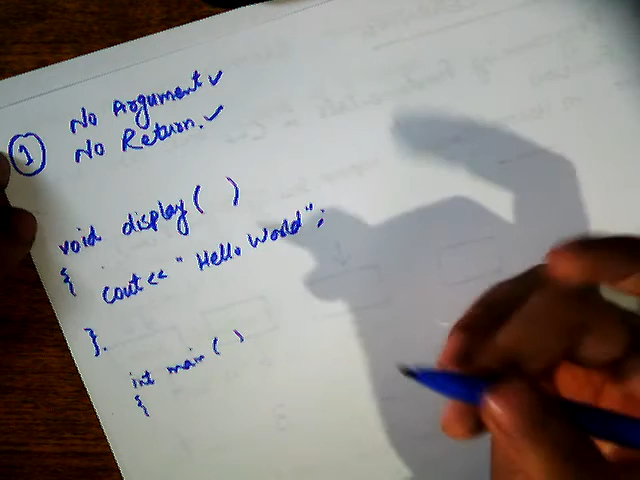 No Argument ✓
① No Return. ✓
void display ( )
{
cout << "Hello World";
}.
int main ( )
{